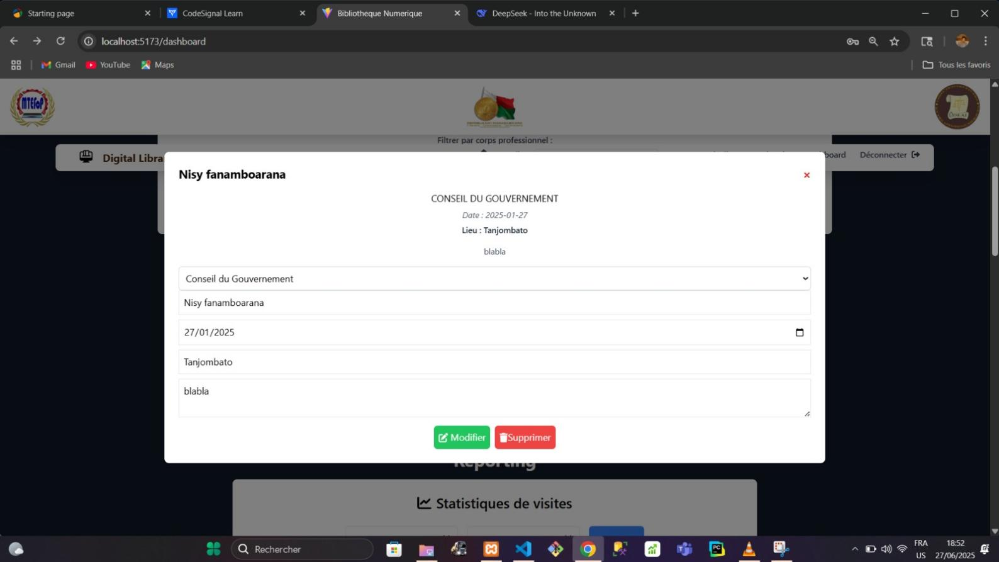 Starting page
CodeSignal Learn
Bibliotheque Numerique
DeepSeek - Into the Unknown
localhost:5173/dashboard
Gmail
YouTube
Maps
Tous les favoris
MTEFoP
Filtrer par corps professionnel :
Digital Libra
board
Déconnecter
Nisy fanamboarana
CONSEIL DU GOUVERNEMENT
Date : 2025-01-27
Lieu : Tanjombato
blabla
Conseil du Gouvernement
Nisy fanamboarana
27/01/2025
Tanjombato
blabla
Modifier
Supprimer
Reporting
Statistiques de visites
Rechercher
FRA
US
18:52
27/06/2025